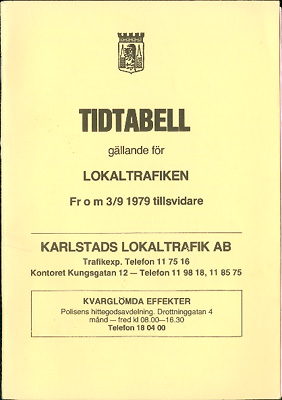 TIDTABELL
gällande för
LOKALTRAFIKEN
Fr o m 3/9 1979 tillsvidare
KARLSTADS LOKALTRAFIK AB
Trafikexp. Telefon 11 75 16
Kontoret Kungsgatan 12 — Telefon 11 98 18, 11 85 75
KVARGLÖMDA EFFEKTER
Polisens hittegodsavdelning. Drottninggatan 4
månd — fred kl 08.00—16.30
Telefon 18 04 00